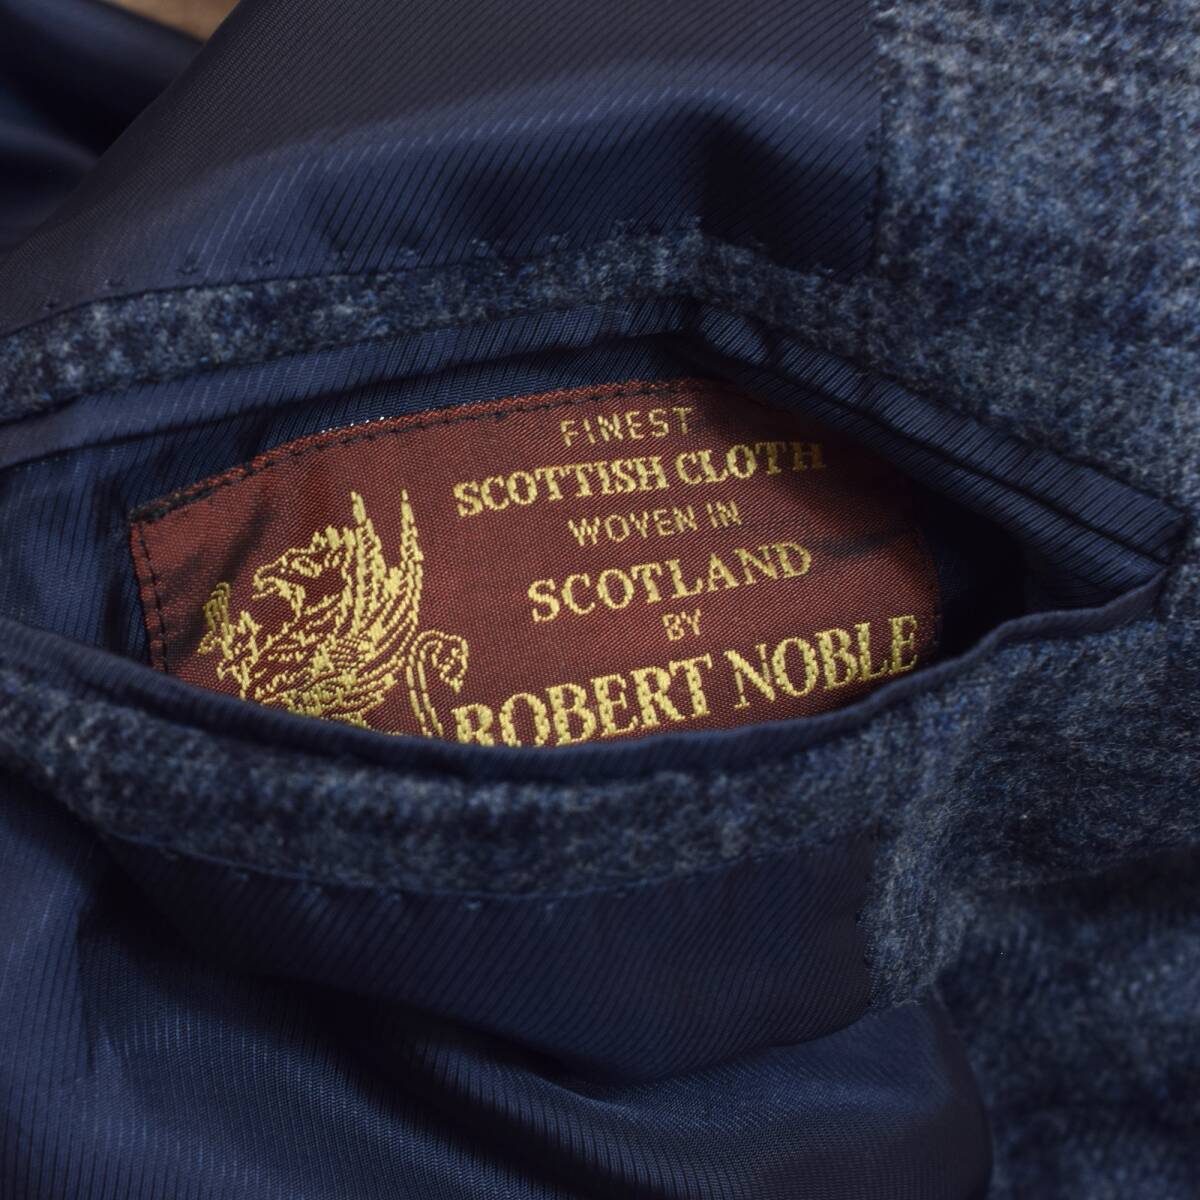 FINEST
SCOTTISH CLOTH
WOVEN IN
SCOTLAND
BY
ROBERT NOBLE